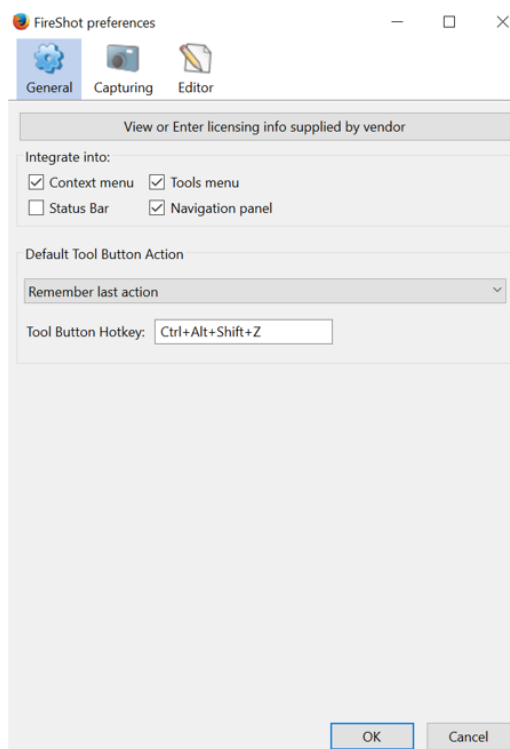 FireShot preferences
General Capturing Editor
View or Enter licensing info supplied by vendor
Integrate into:
Context menu Tools menu
Status Bar Navigation panel
Default Tool Button Action
Remember last action
Tool Button Hotkey: Ctrl+Alt+Shift+Z
OK Cancel